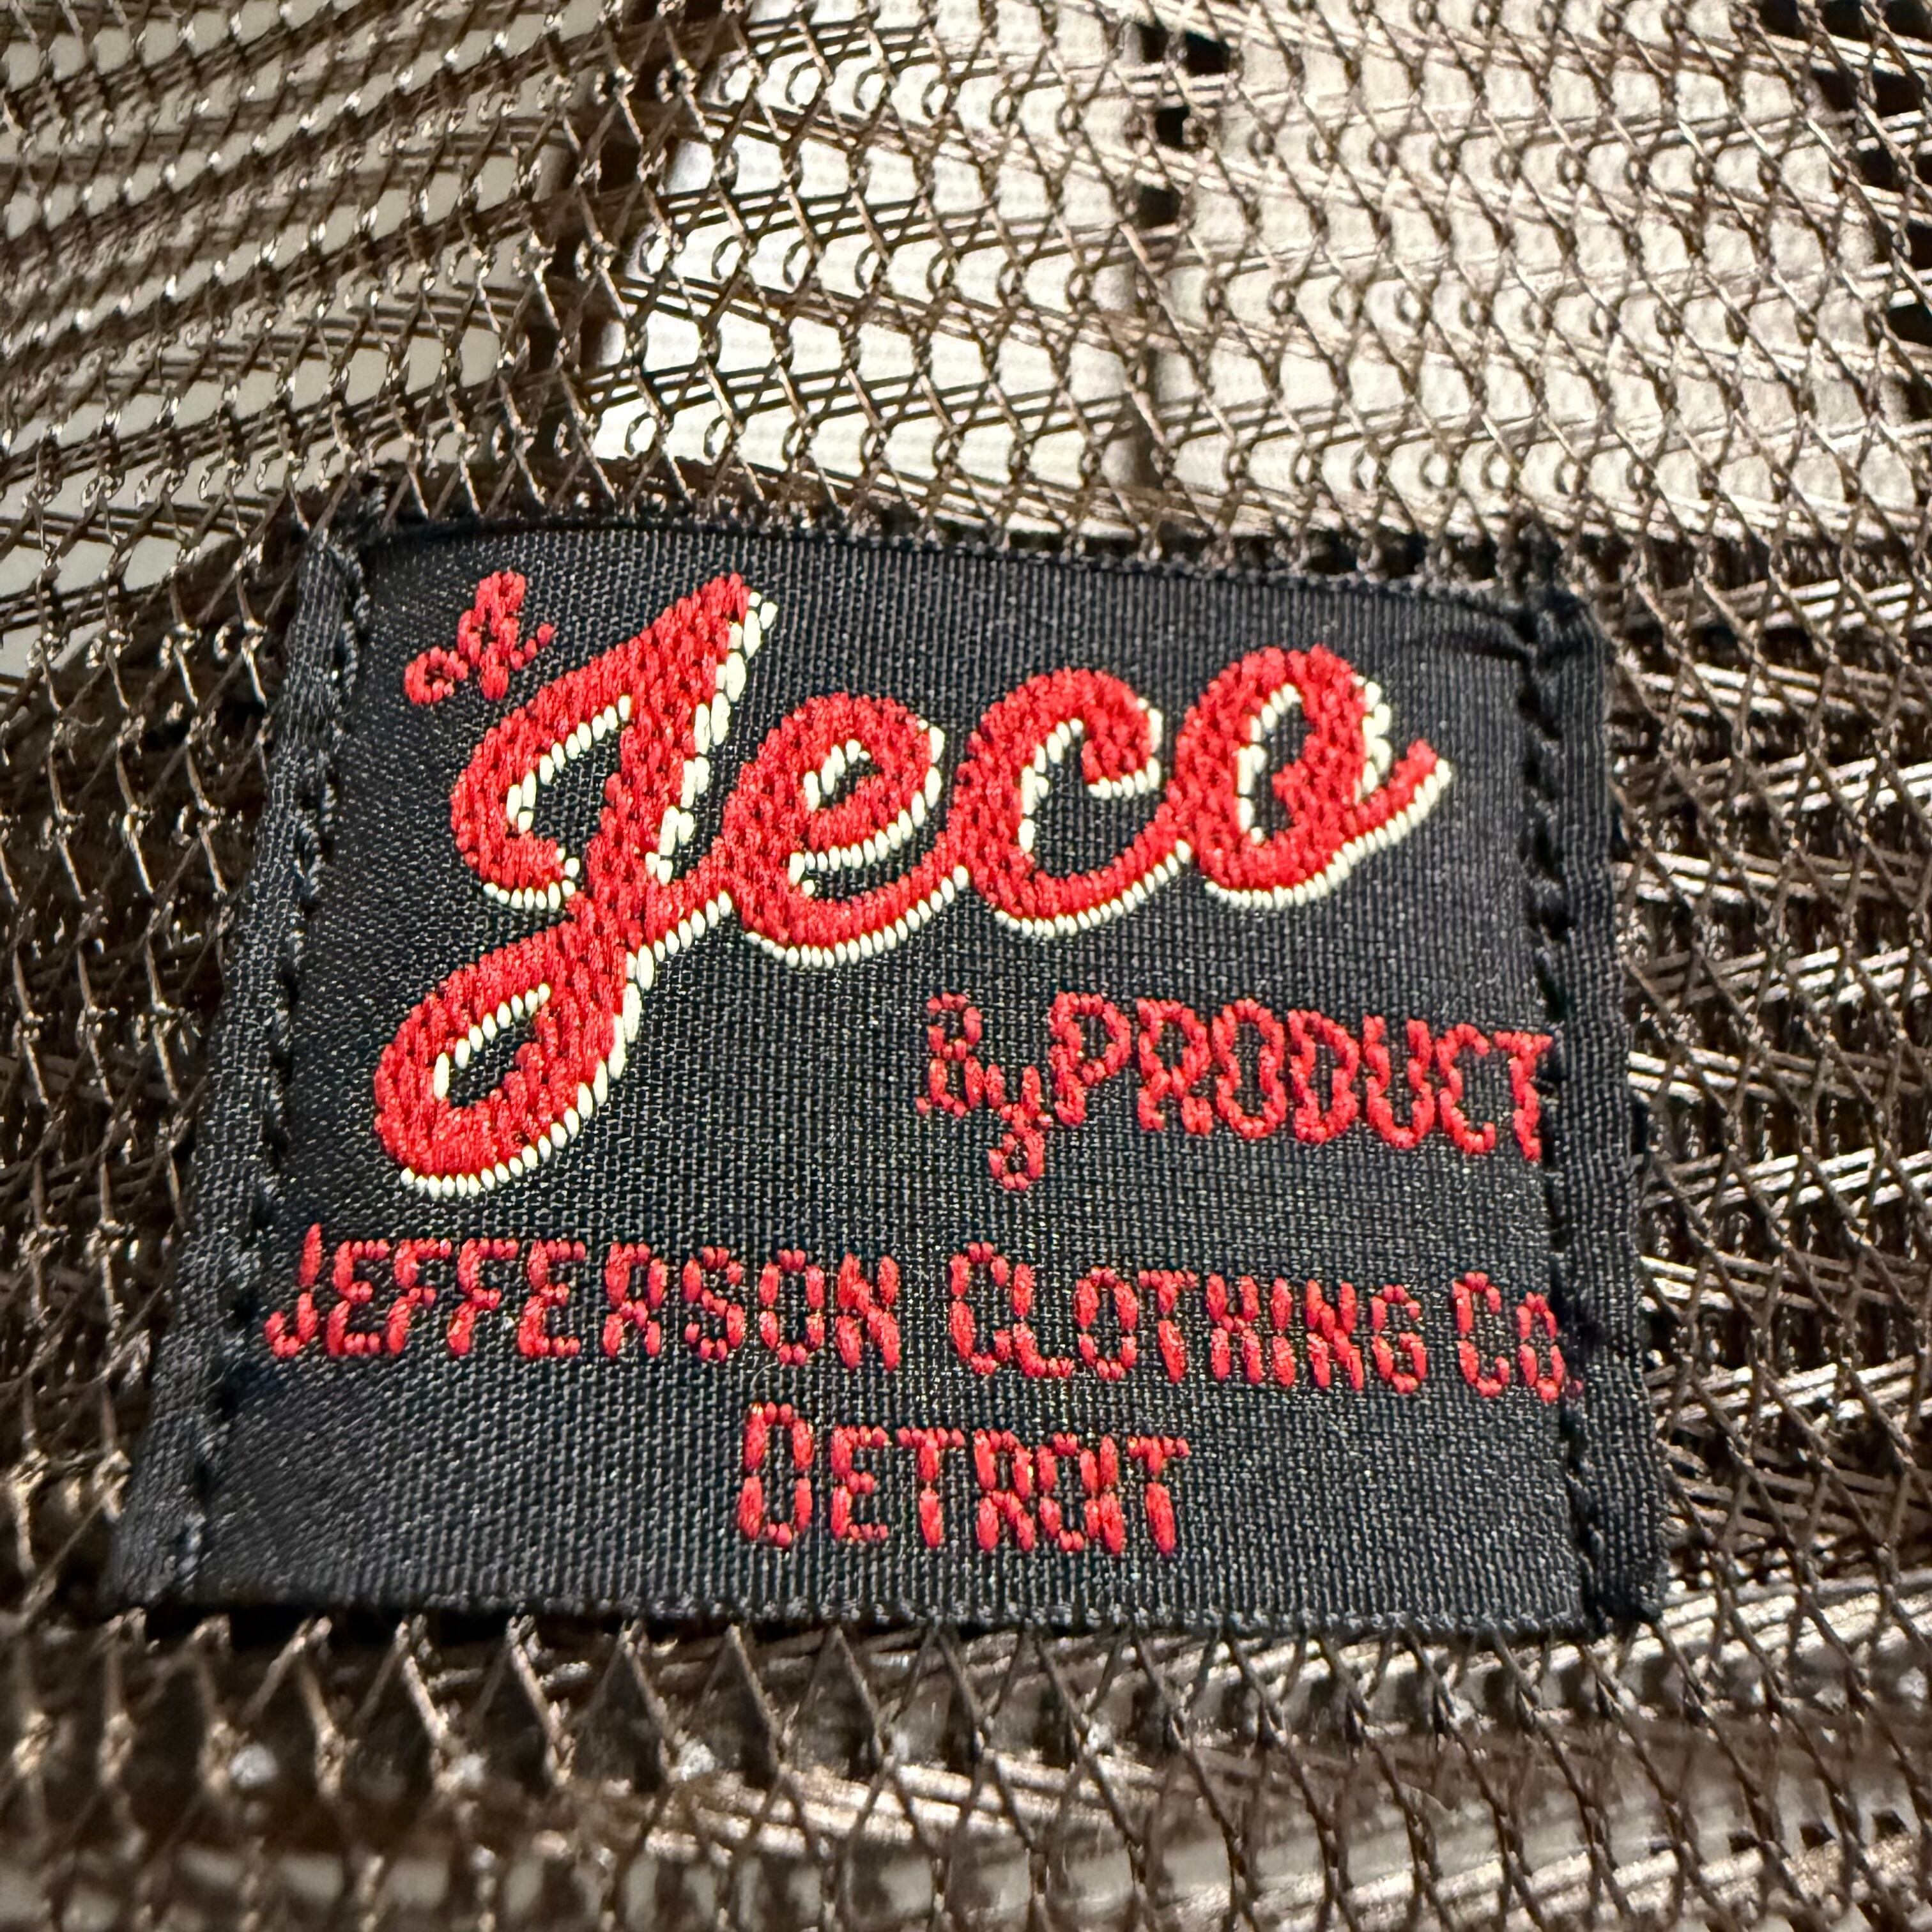 a
Jeco
By PRODUCT
JEFFERSON CLOTHING CO.
DETROIT